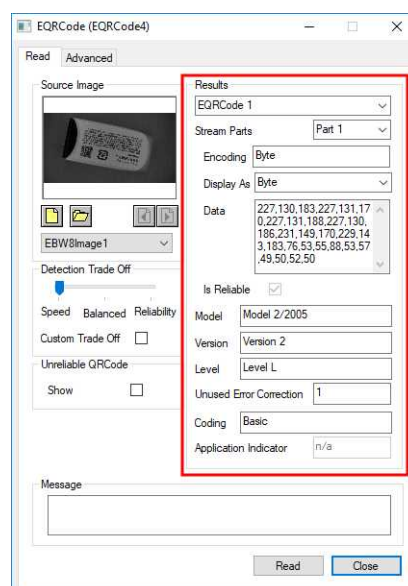 EQRCode (EQRCode4)
Read
Advanced
Source Image
EBW8Image1
Detection Trade Off
Speed Balanced Reliability
Custom Trade Off
Unreliable QRCode
Show
Results
EQRCode 1
Stream Parts Part 1
Encoding Byte
Display As Byte
Data 227,130,183,227,131,17
0,227,131,188,227,130,
186,231,149,170,229,14
3,183,76,53,55,88,53,57
,49,50,52,50
Is Reliable
Model Model 2/2005
Version Version 2
Level Level L
Unused Error Correction 1
Coding Basic
Application Indicator n/a
Message
Read Close